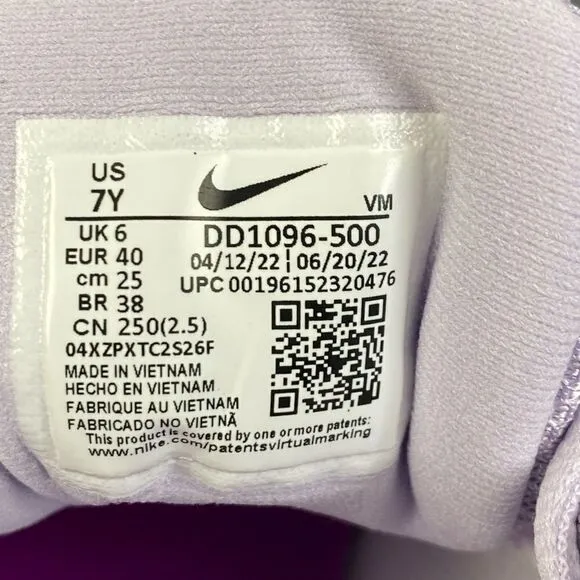 US
7Y
VM
UK 6
EUR 40
cm 25
BR 38
CN 250(2.5)
DD1096-500
04/12/22 | 06/20/22
UPC 00196152320476
04XZPXTC2S26F
MADE IN VIETNAM
HECHO EN VIETNAM
FABRIQUE AU VIETNAM
FABRICADO NO VIETNÃ
This product is covered by one or more patents:
www.nike.com/patentsvirtualmarking